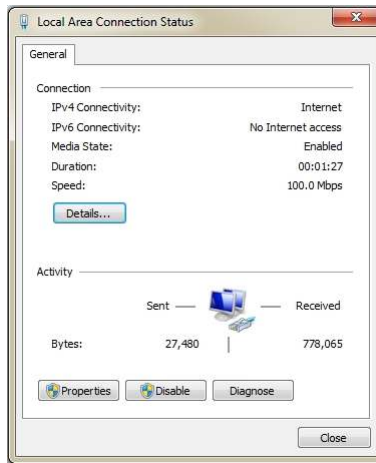 Local Area Connection Status
General
Connection
IPv4 Connectivity: Internet
IPv6 Connectivity: No Internet access
Media State: Enabled
Duration: 00:01:27
Speed: 100.0 Mbps
Details...
Activity
Sent Received
Bytes: 27,480 778,065
Properties Disable Diagnose
Close